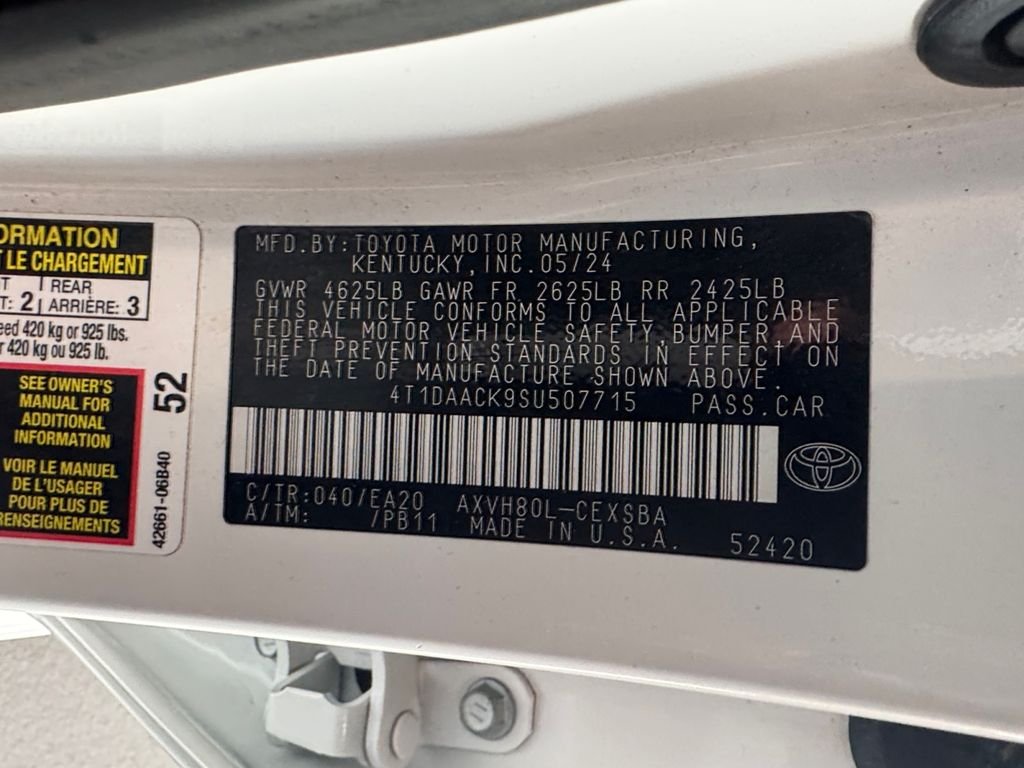 ORMATION
T LE CHARGEMENT
T
REAR
T: 2
ARRIÈRE: 3
eed 420 kg or 925 lbs.
r 420 kg ou 925 lb.
SEE OWNER'S
MANUAL FOR
ADDITIONAL
INFORMATION
VOIR LE MANUEL
DE L'USAGER
POUR PLUS DE
RENSEIGNEMENTS
42661-06B40
52
MFD.BY:TOYOTA MOTOR MANUFACTURING,
KENTUCKY,INC.05/24
GVWR 4625LB GAWR FR 2625LB RR 2425LB
THIS VEHICLE CONFORMS TO ALL APPLICABLE
FEDERAL MOTOR VEHICLE SAFETY,BUMPER,AND
THEFT PREVENTION STANDARDS IN EFFECT ON
THE DATE OF MANUFACTURE SHOWN ABOVE.
4T1DAACK9SU507715 PASS.CAR
C/TR:040/EA20 AXVH80L-CEXSBA
A/TM: /PB11 MADE IN U.S.A. 52420